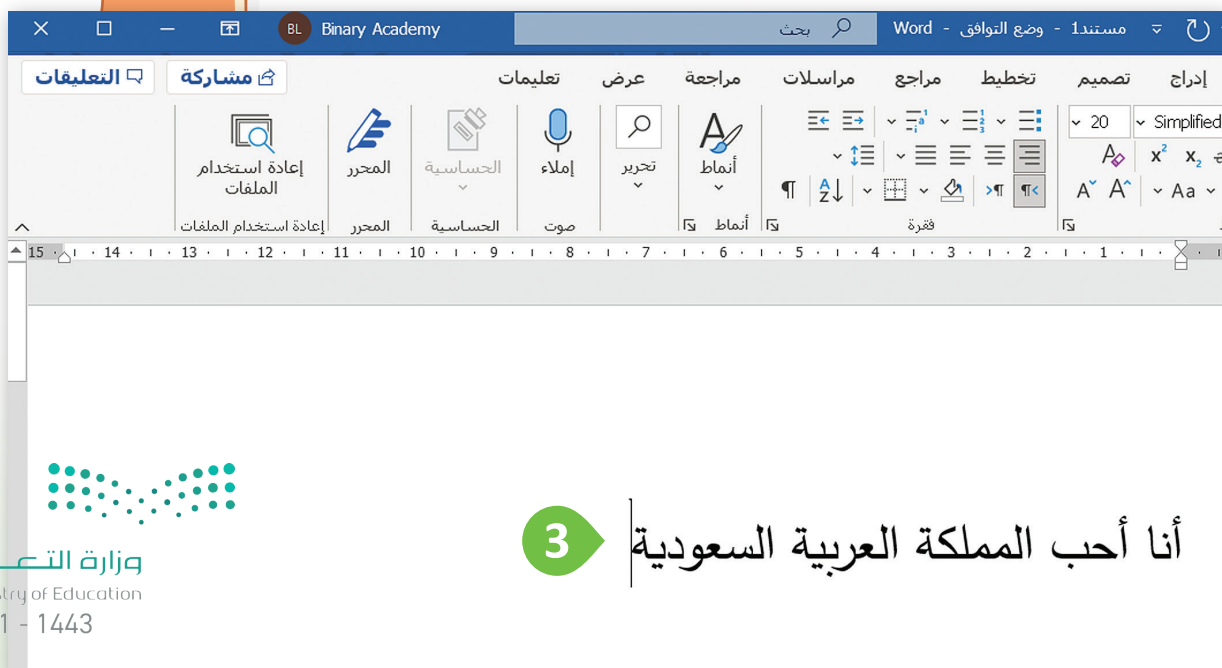 مستند1 - وضع التوافق - Word
بحث
Binary Academy
BL
إدراج تصميم تخطيط مراجع مراسلات مراجعة عرض تعليمات
مشاركة
التعليقات
Simplified
20
Aa
أنماط
تحرير
إملاء
الحساسية
المحرر
إعادة استخدام
الملفات
فقرة
أنماط
صوت
الحساسية
المحرر
إعادة استخدام الملفات
15 14 13 12 11 10 9 8 7 6 5 4 3 2 1
أنا أحب المملكة العربية السعودية
3
وزارة
of Education
- 1443